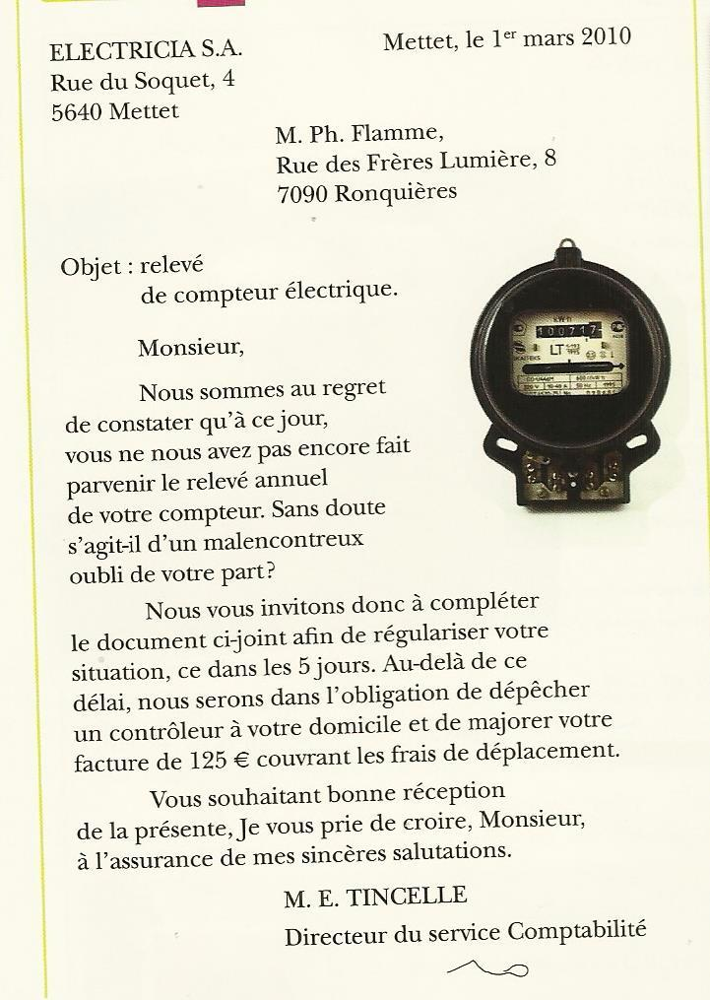 ELECTRICIA S.A.
Rue du Soquet, 4
5640 Mettet
Mettet, le 1er mars 2010
M. Ph. Flamme,
Rue des Frères Lumière, 8
7090 Ronquières
Objet : relevé
de compteur électrique.
Monsieur,
Nous sommes au regret
de constater qu'à ce jour,
vous ne nous avez pas encore fait
parvenir le relevé annuel
de votre compteur. Sans doute
s'agit-il d'un malencontreux
oubli de votre part ?
KW·h
100717
LT
Nous vous invitons donc à compléter
le document ci-joint afin de régulariser votre
situation, ce dans les 5 jours. Au-delà de ce
délai, nous serons dans l'obligation de dépêcher
un contrôleur à votre domicile et de majorer votre
facture de 125 € couvrant les frais de déplacement.
Vous souhaitant bonne réception
de la présente, Je vous prie de croire, Monsieur,
à l'assurance de mes sincères salutations.
M. E. TINCELLE
Directeur du service Comptabilité